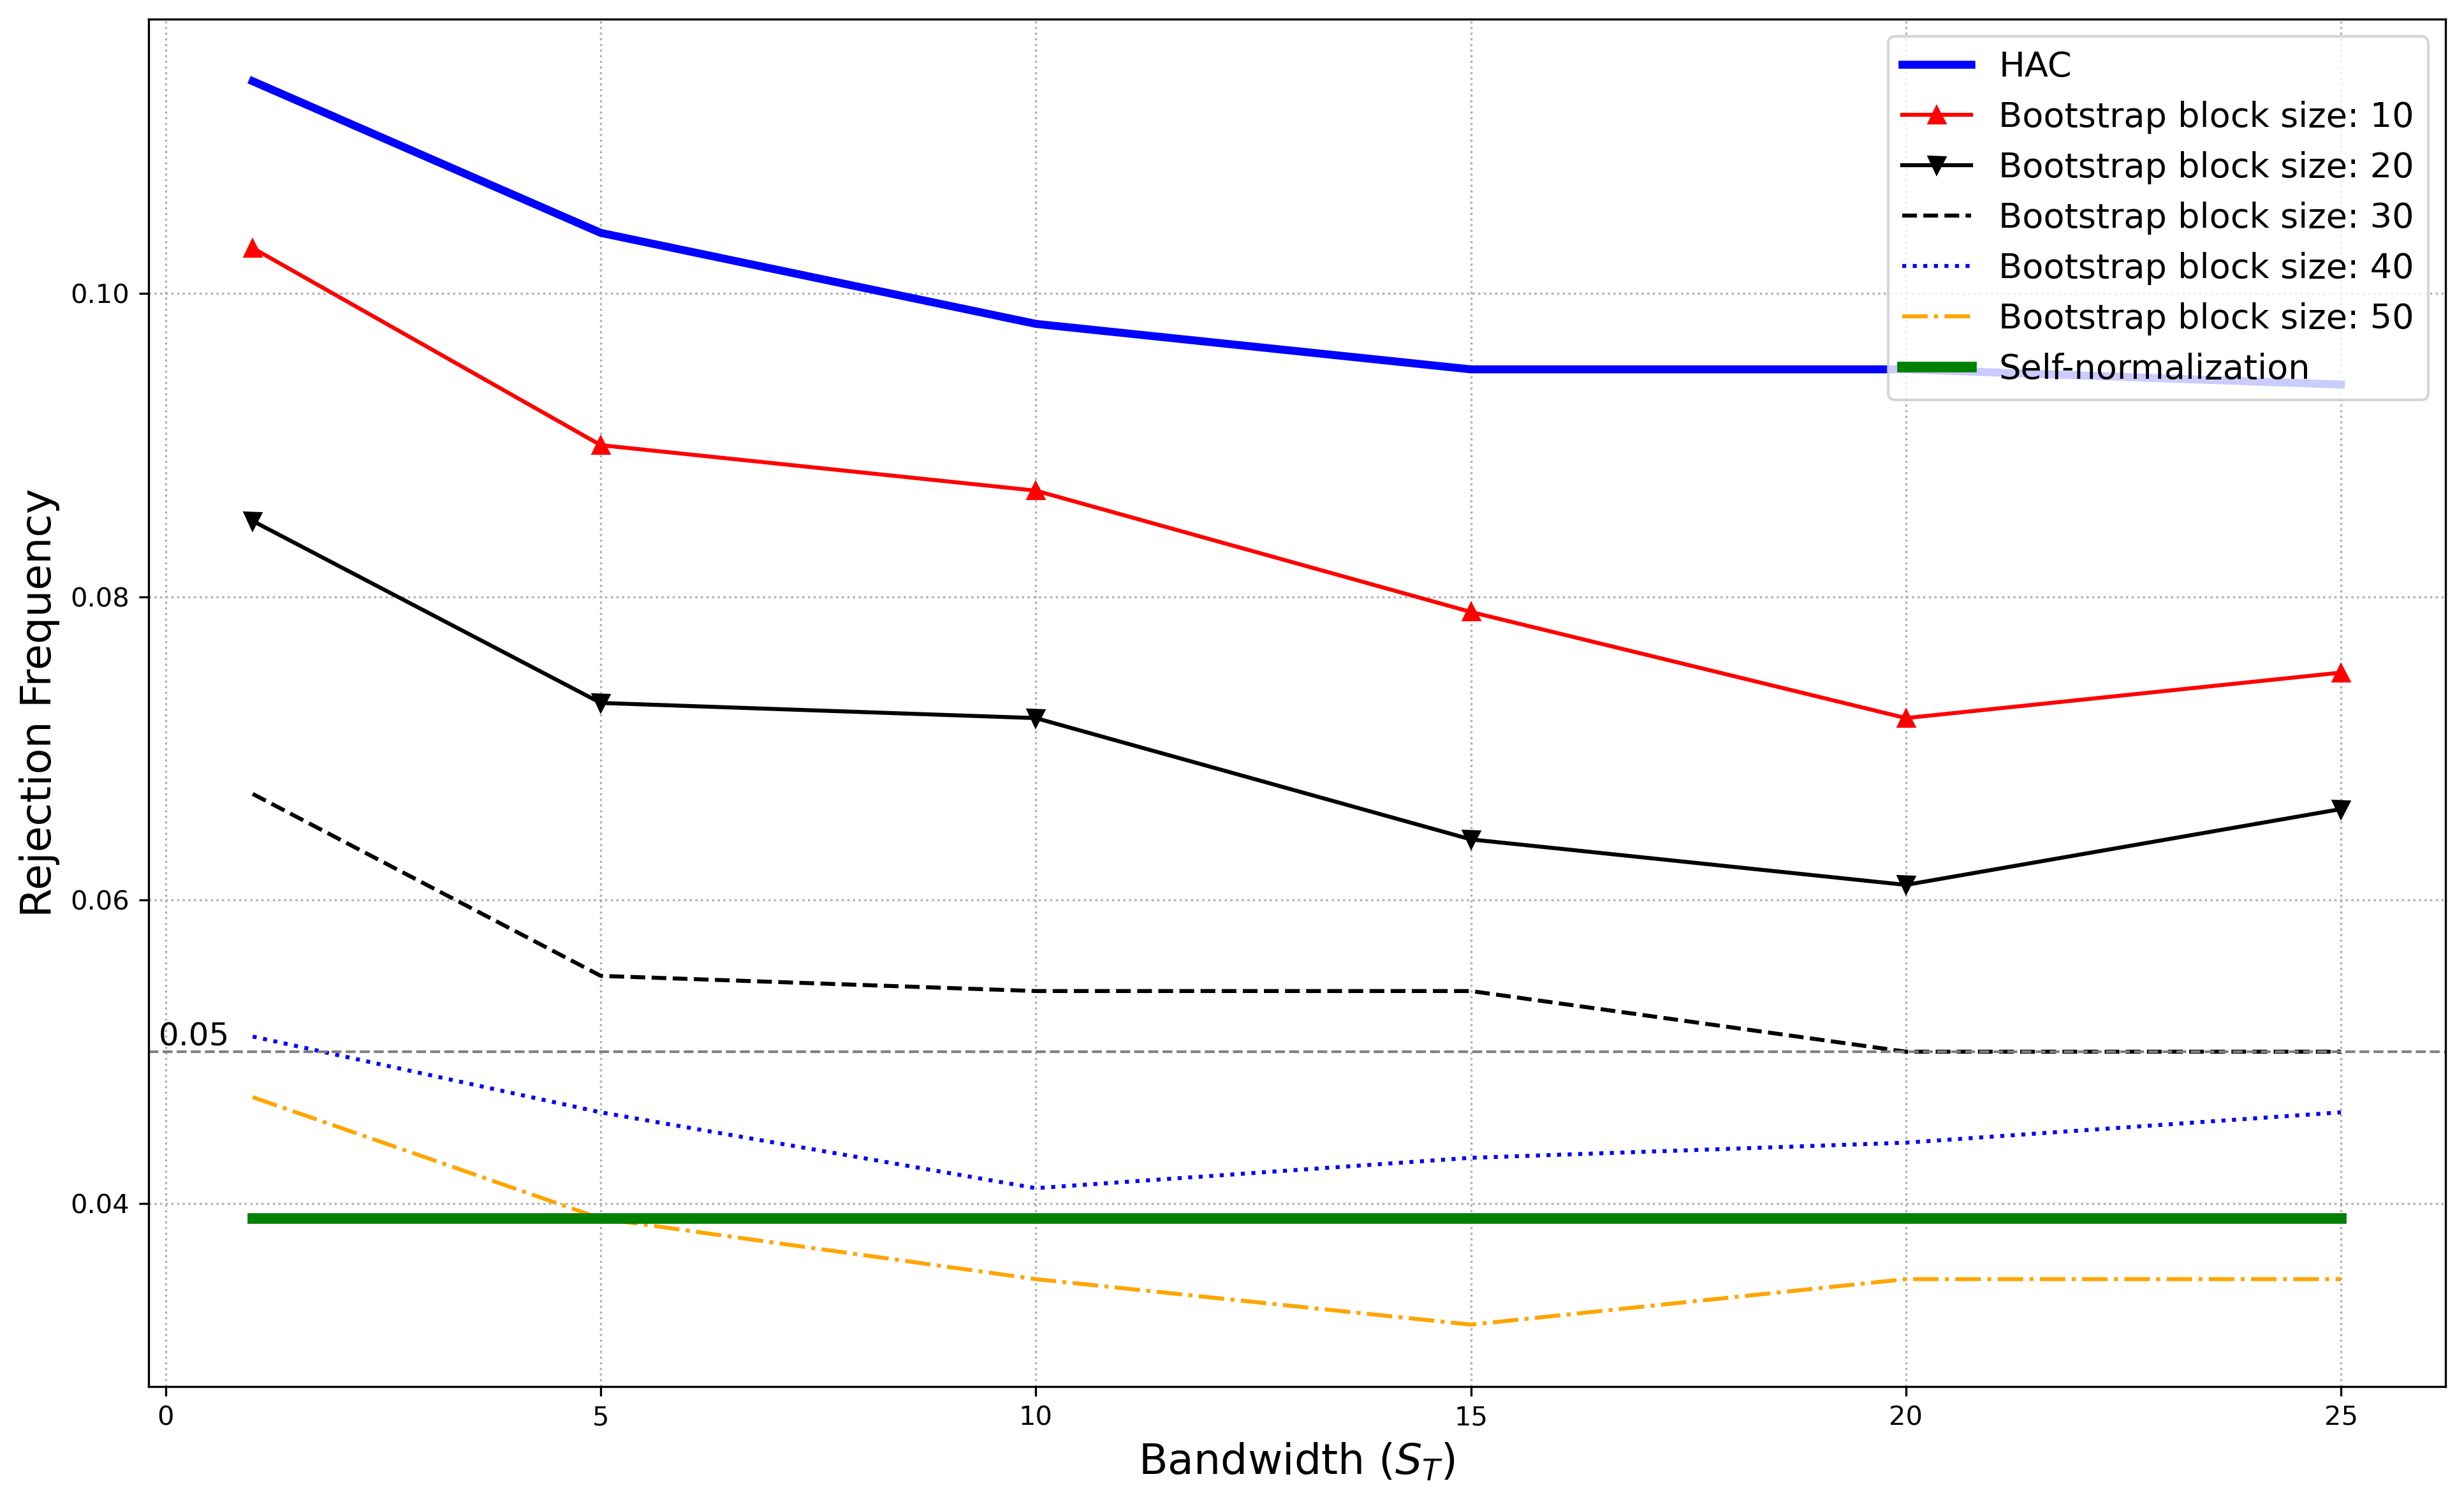 HAC
Bootstrap block size: 10
Bootstrap block size: 20
Bootstrap block size: 30
Bootstrap block size: 40
Bootstrap block size: 50
Self-normalization
Rejection Frequency
0.10
0.08
0.06
0.05
0.04
0 5 10 15 20 25
Bandwidth (S_T)